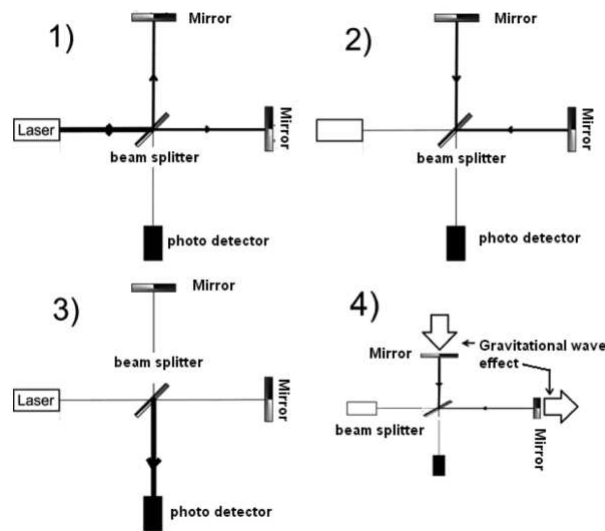 1)
Mirror
Laser
Mirror
beam splitter
photo detector
2)
Mirror
Mirror
beam splitter
photo detector
3)
Mirror
beam splitter
Laser
Mirror
photo detector
4)
Gravitational wave
effect
Mirror
beam splitter
Mirror